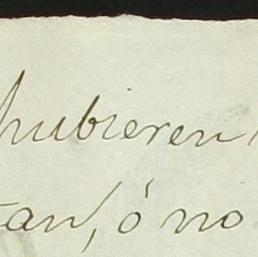 hubieren
tan, ó no